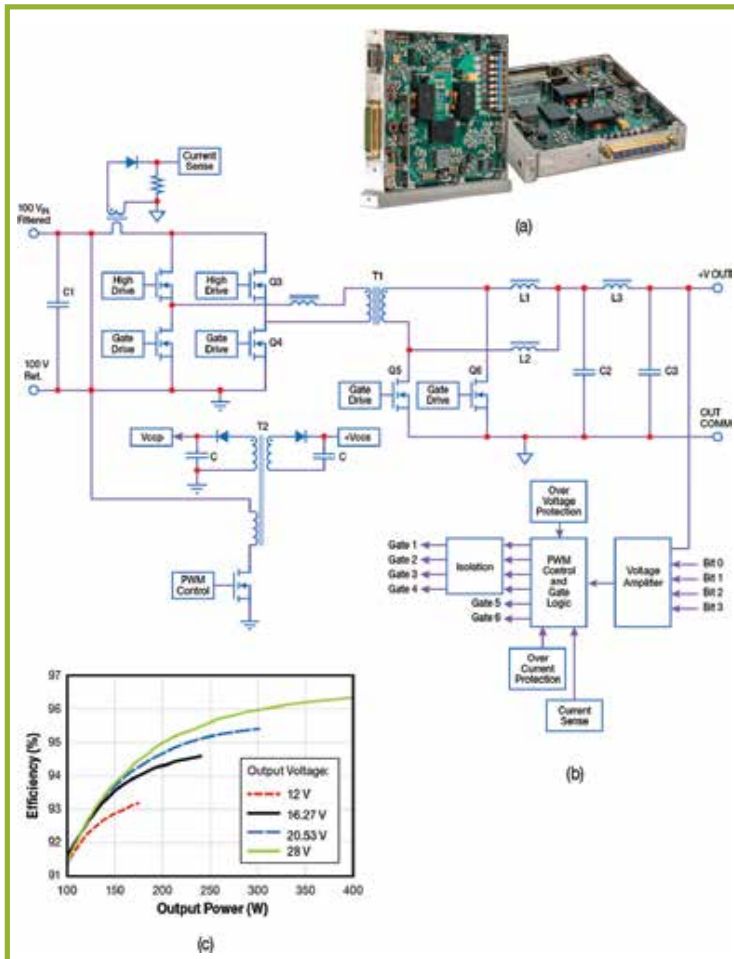 (a)
Current
Sense
100 VIN
Filtered
C1
High
Drive
High
Drive
Q3
Gate
Drive
Gate
Drive
Q4
100 V
Ret.
T1
L1
L2
L3
+V OUT
Q5
Q6
Gate
Drive
Gate
Drive
C2
C3
OUT
COMM
T2
Vccp
C
+Vccs
C
PWM
Control
Over
Voltage
Protection
Gate 1
Gate 2
Gate 3
Gate 4
Isolation
Gate 5
Gate 6
PWM
Control
and
Gate
Logic
Voltage
Amplifier
Bit 0
Bit 1
Bit 2
Bit 3
Over
Current
Protection
Current
Sense
(b)
97
96
95
94
93
92
91
Efficiency (%)
Output Voltage:
12 V
16.27 V
20.53 V
28 V
100 150 200 250 300 350 400
Output Power (W)
(c)